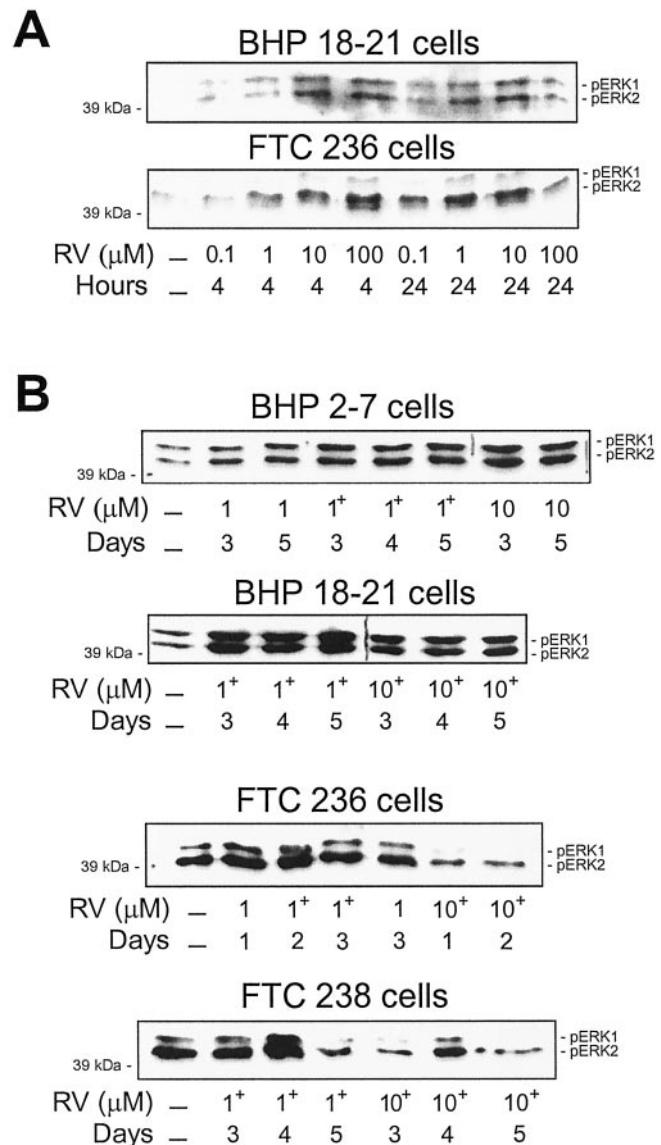 A
BHP 18-21 cells
39 kDa -
- pERK1
- pERK2
FTC 236 cells
39 kDa -
- pERK1
- pERK2
RV (μM) – 0.1 1 10 100 0.1 1 10 100
Hours – 4 4 4 4 24 24 24 24
B
BHP 2-7 cells
39 kDa -
- pERK1
- pERK2
RV (μM) – 1 1 1⁺ 1⁺ 1⁺ 10 10
Days – 3 5 3 4 5 3 5
BHP 18-21 cells
39 kDa -
- pERK1
- pERK2
RV (μM) – 1⁺ 1⁺ 1⁺ 10⁺ 10⁺ 10⁺
Days – 3 4 5 3 4 5
FTC 236 cells
39 kDa -
- pERK1
- pERK2
RV (μM) – 1 1⁺ 1⁺ 1 10⁺ 10⁺
Days – 1 2 3 3 1 2
FTC 238 cells
39 kDa -
- pERK1
- pERK2
RV (μM) – 1⁺ 1⁺ 1⁺ 10⁺ 10⁺ 10⁺
Days – 3 4 5 3 4 5